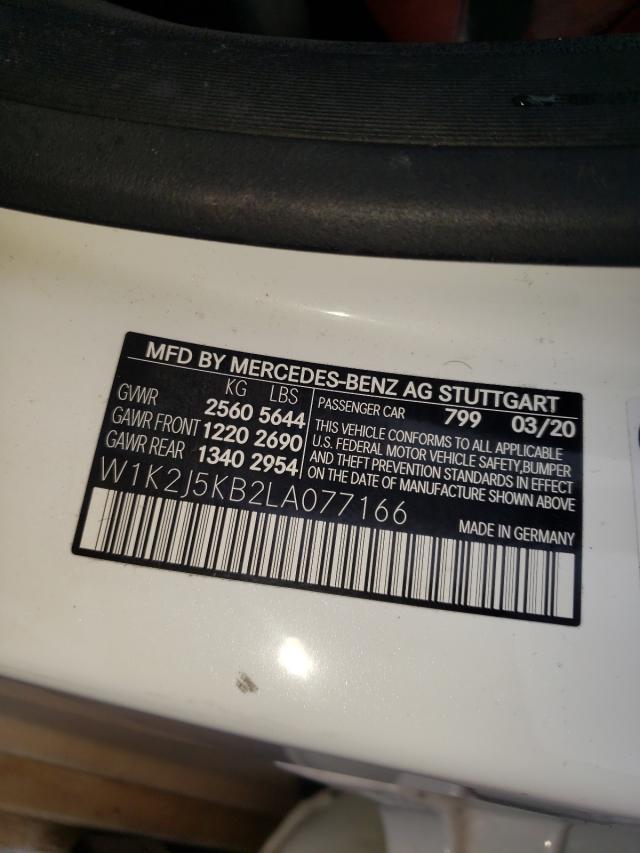 MFD BY MERCEDES-BENZ AG STUTTGART
KG LBS
GVWR 2560 5644
GAWR FRONT 1220 2690
GAWR REAR 1340 2954
PASSENGER CAR 799 03/20
THIS VEHICLE CONFORMS TO ALL APPLICABLE
U.S. FEDERAL MOTOR VEHICLE SAFETY,BUMPER
AND THEFT PREVENTION STANDARDS IN EFFECT
ON THE DATE OF MANUFACTURE SHOWN ABOVE
W1K2J5KB2LA077166
MADE IN GERMANY